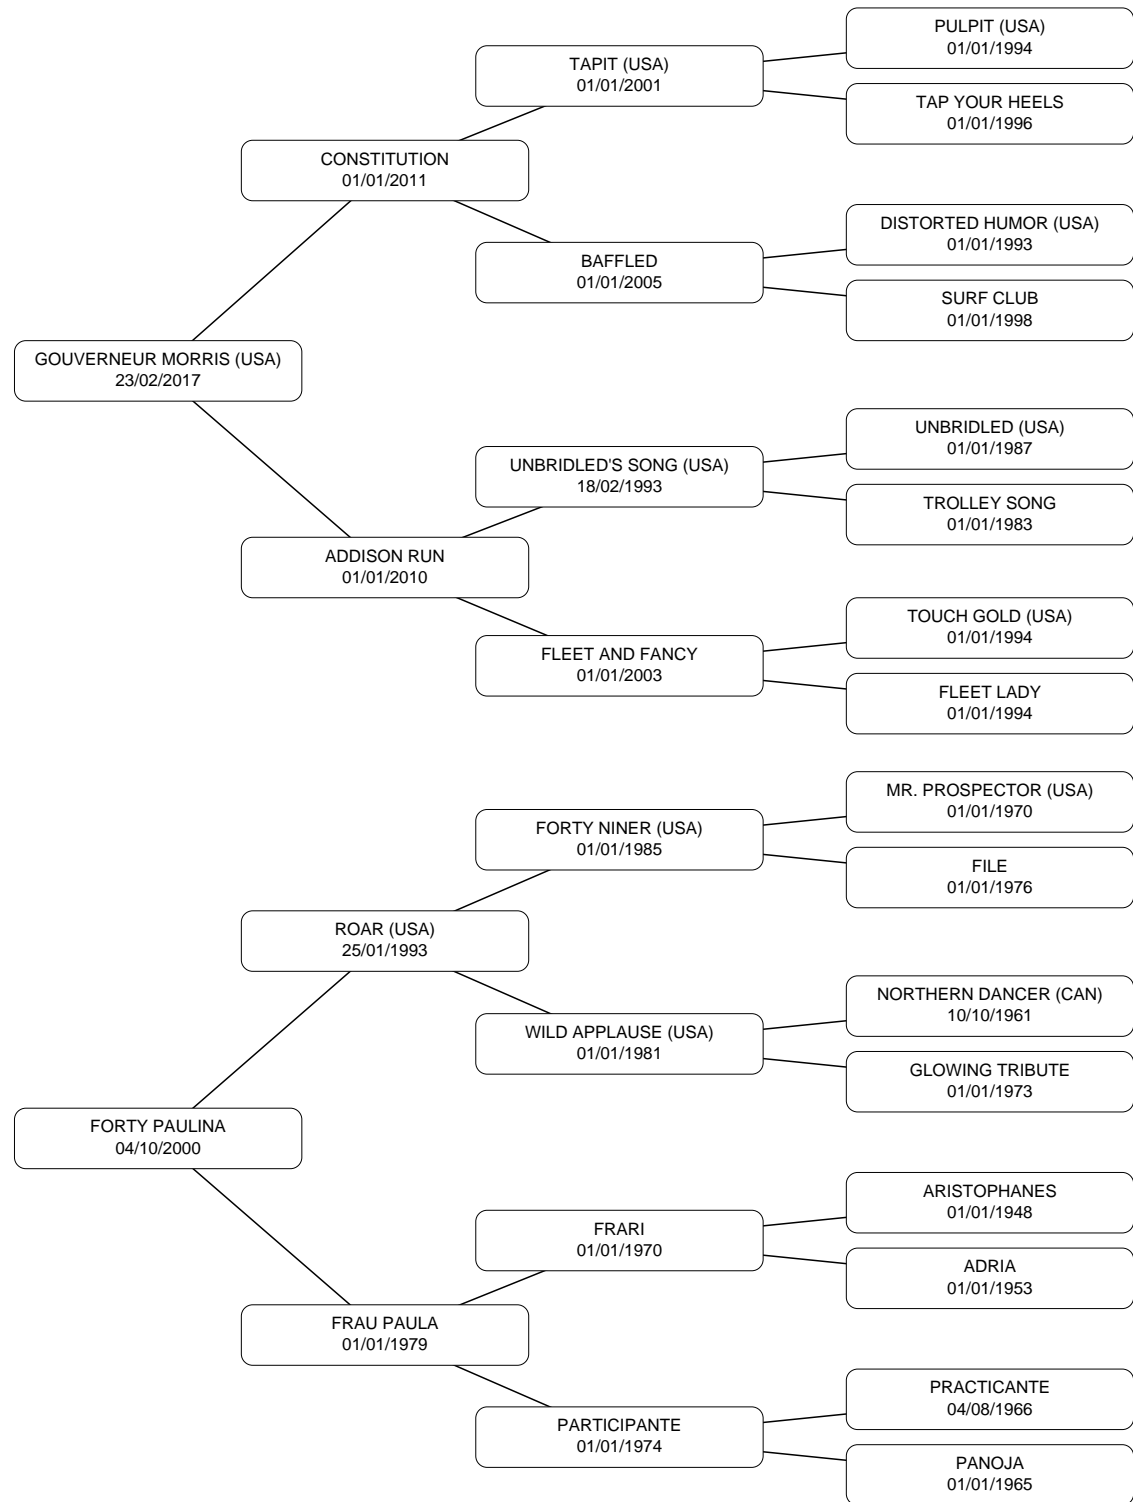 PULPIT (USA)
01/01/1994
TAPIT (USA)
01/01/2001
TAP YOUR HEELS
01/01/1996
CONSTITUTION
01/01/2011
DISTORTED HUMOR (USA)
01/01/1993
BAFFLED
01/01/2005
SURF CLUB
01/01/1998
GOUVERNEUR MORRIS (USA)
23/02/2017
UNBRIDLED (USA)
01/01/1987
UNBRIDLED'S SONG (USA)
18/02/1993
TROLLEY SONG
01/01/1983
ADDISON RUN
01/01/2010
TOUCH GOLD (USA)
01/01/1994
FLEET AND FANCY
01/01/2003
FLEET LADY
01/01/1994
MR. PROSPECTOR (USA)
01/01/1970
FORTY NINER (USA)
01/01/1985
FILE
01/01/1976
ROAR (USA)
25/01/1993
NORTHERN DANCER (CAN)
10/10/1961
WILD APPLAUSE (USA)
01/01/1981
GLOWING TRIBUTE
01/01/1973
FORTY PAULINA
04/10/2000
ARISTOPHANES
01/01/1948
FRARI
01/01/1970
ADRIA
01/01/1953
FRAU PAULA
01/01/1979
PRACTICANTE
04/08/1966
PARTICIPANTE
01/01/1974
PANOJA
01/01/1965